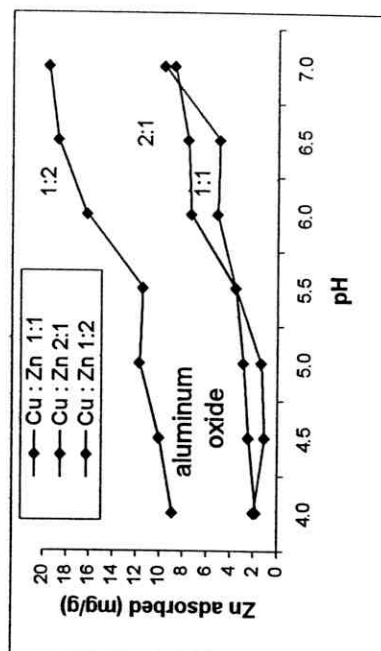 Zn adsorbed (mg/g)
20
18
16
14
12
10
8
6
4
2
0
Cu : Zn 1:1
Cu : Zn 2:1
Cu : Zn 1:2
1:2
2:1
1:1
aluminum
oxide
4.0 4.5 5.0 5.5 6.0 6.5 7.0
pH